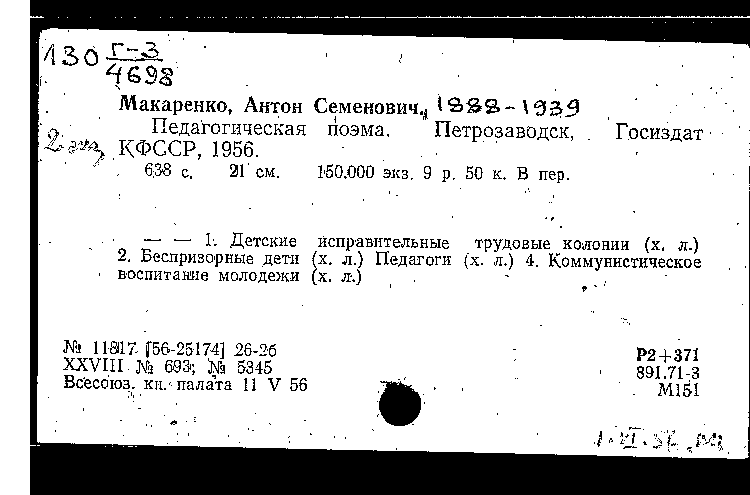 130 Г-3
4698
Макаренко, Антон Семенович, 1888-1939
Педагогическая поэма. Петрозаводск, Госиздат
2 экз КФССР, 1956.
638 с. 21 см. 150.000 экз. 9 р. 50 к. В пер.
— — 1. Детские исправительные трудовые колонии (х. л.)
2. Беспризорные дети (х. л.) Педагоги (х. л.) 4. Коммунистическое
воспитание молодежи (х. л.)
№ 11817 [56-25174] 26-26
XXVIII № 693; № 5345
Всесоюз. кн. палата 11 V 56
Р2+371
891.71-3
М151